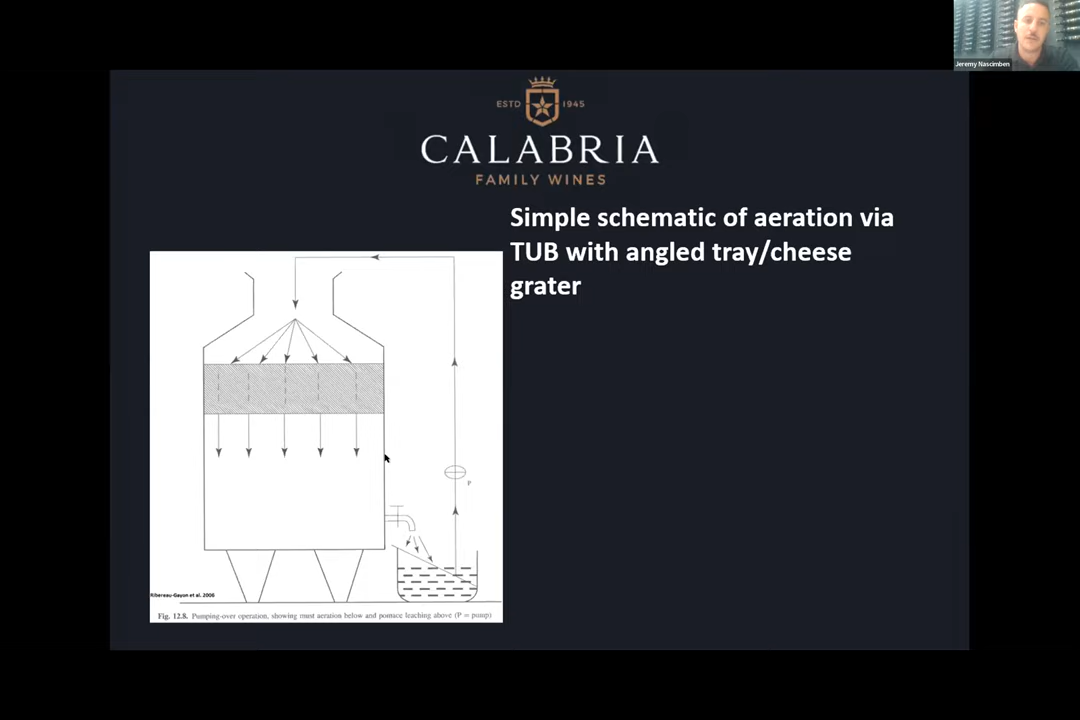 Jeremy Nascimben
ESTD 1945
CALABRIA
FAMILY WINES
Simple schematic of aeration via
TUB with angled tray/cheese
grater
P
Ribereau-Gayon et al. 2006
Fig. 12.8. Pumping-over operation, showing must aeration below and pomace leaching above (P = pump)